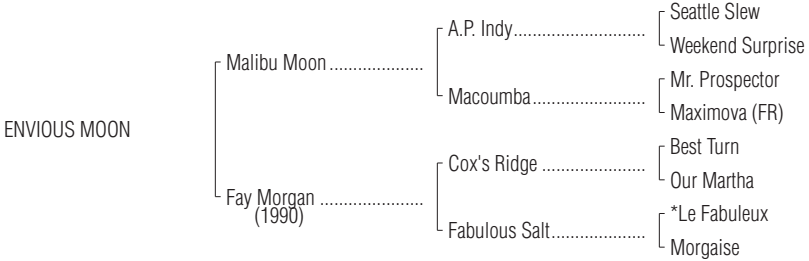 Seattle Slew
A.P. Indy..............................
Weekend Surprise
Malibu Moon .....................
Mr. Prospector
Macoumba..........................
Maximova (FR)
ENVIOUS MOON
Best Turn
Cox's Ridge ........................
Our Martha
Fay Morgan .......................
(1990)
*Le Fabuleux
Fabulous Salt.....................
Morgaise